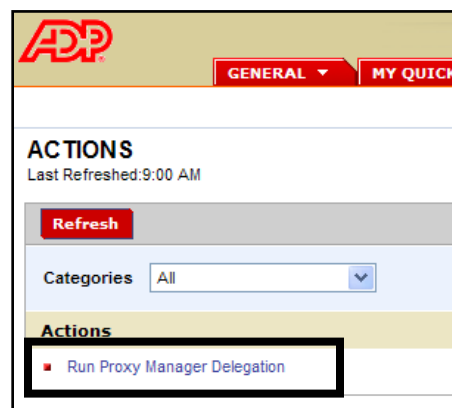 ADP
GENERAL MY QUICK
ACTIONS
Last Refreshed:9:00 AM
Refresh
Categories All
Actions
Run Proxy Manager Delegation